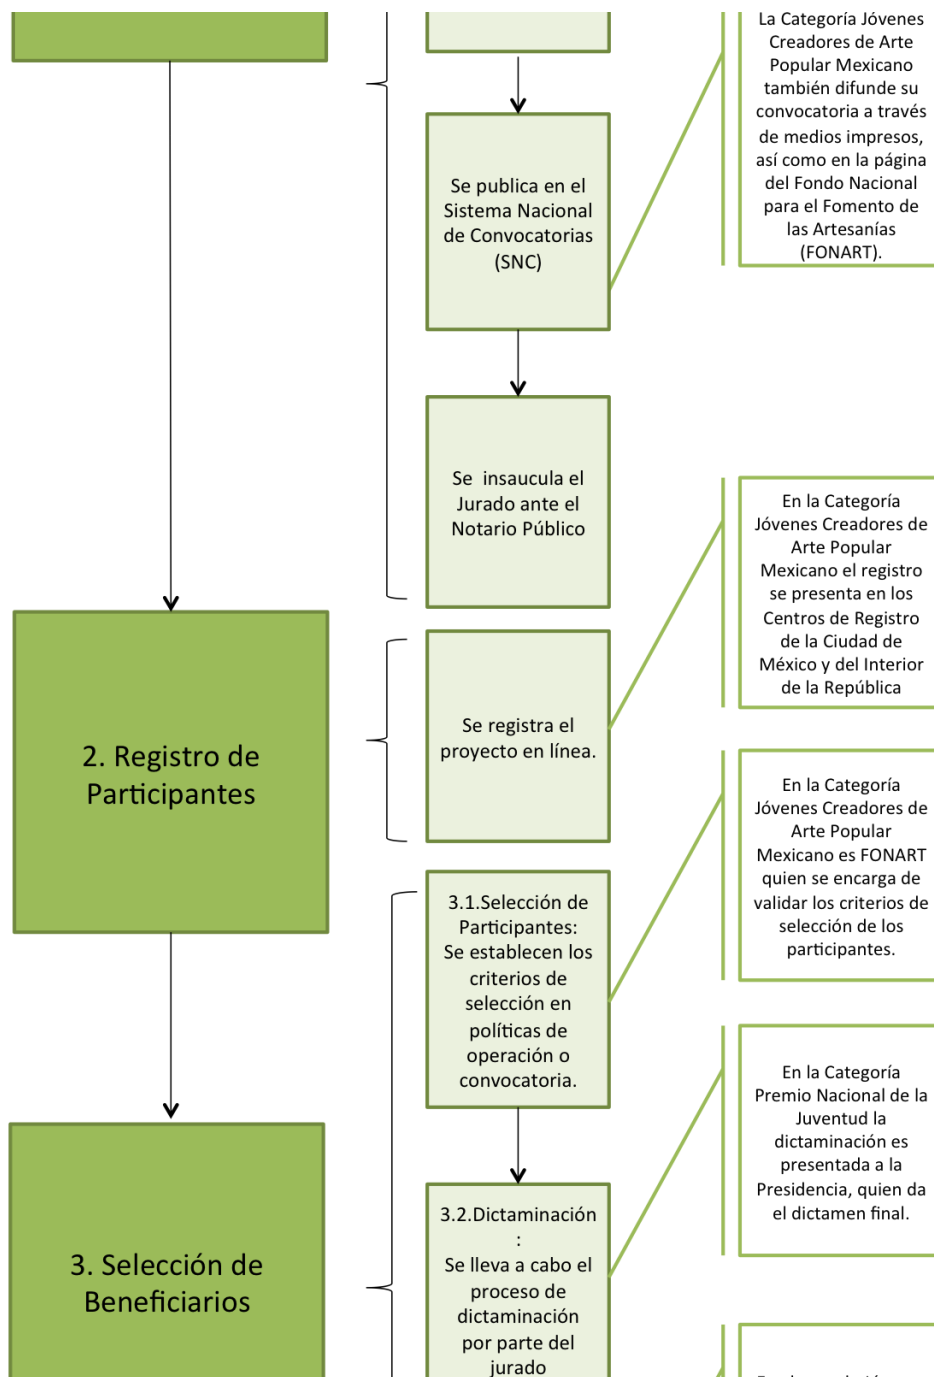 La Categoría Jóvenes
Creadores de Arte
Popular Mexicano
también difunde su
convocatoria a través
de medios impresos,
así como en la página
del Fondo Nacional
para el Fomento de
las Artesanías
(FONART).
Se publica en el
Sistema Nacional
de Convocatorias
(SNC)
Se insaucula el
Jurado ante el
Notario Público
2. Registro de
Participantes
Se registra el
proyecto en línea.
En la Categoría
Jóvenes Creadores de
Arte Popular
Mexicano el registro
se presenta en los
Centros de Registro
de la Ciudad de
México y del Interior
de la República
3. Selección de
Beneficiarios
3.1.Selección de
Participantes:
Se establecen los
criterios de
selección en
políticas de
operación o
convocatoria.
En la Categoría
Jóvenes Creadores de
Arte Popular
Mexicano es FONART
quien se encarga de
validar los criterios de
selección de los
participantes.
3.2.Dictaminación
:
Se lleva a cabo el
proceso de
dictaminación
por parte del
jurado
En la Categoría
Premio Nacional de la
Juventud la
dictaminación es
presentada a la
Presidencia, quien da
el dictamen final.